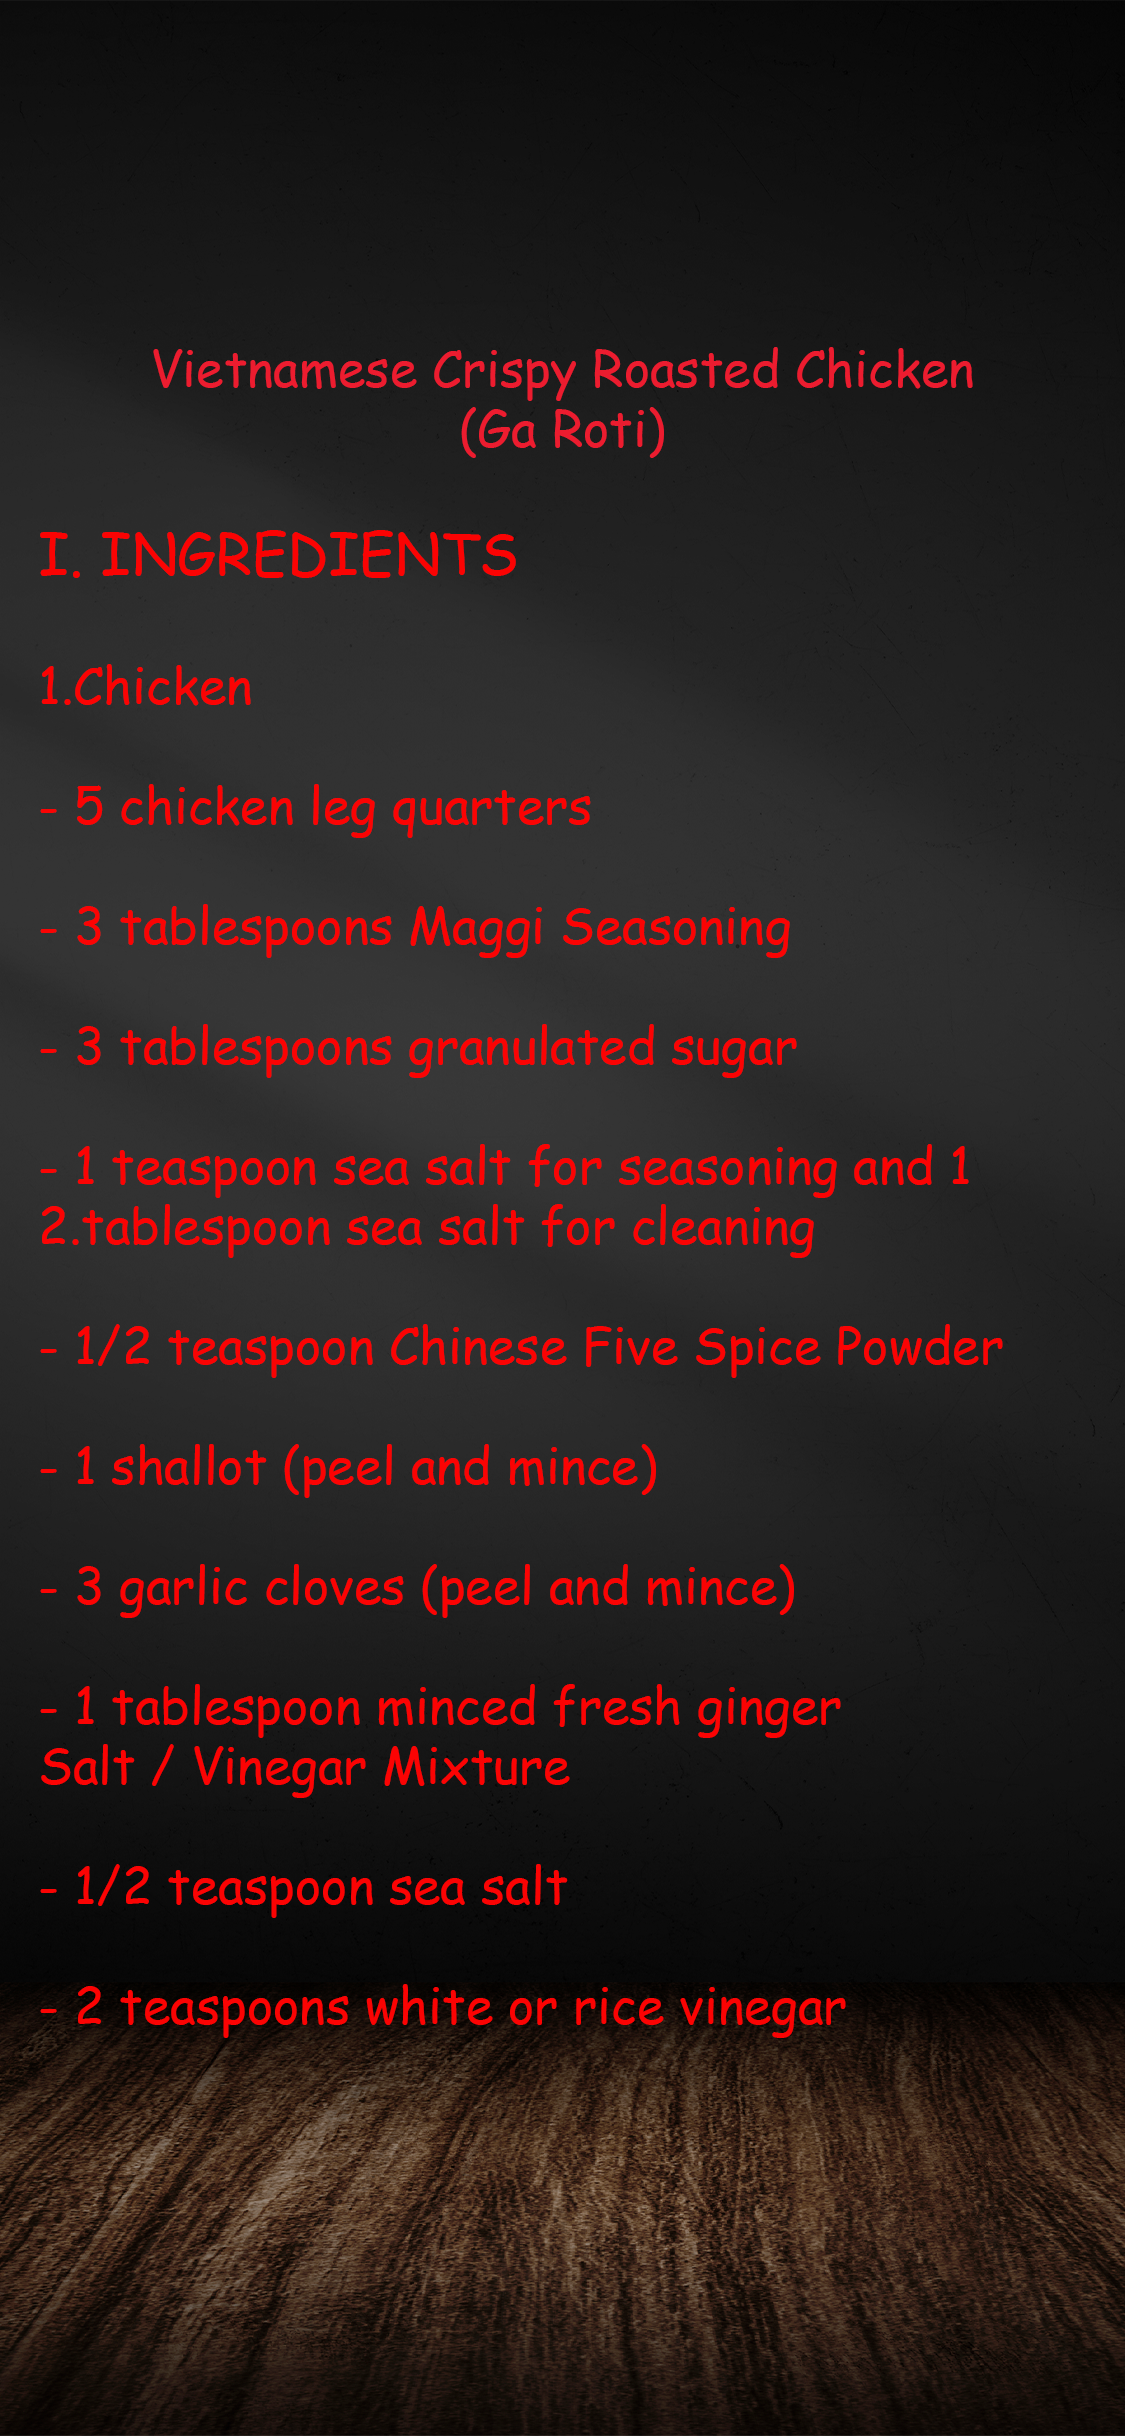 Vietnamese Crispy Roasted Chicken
(Ga Roti)
I. INGREDIENTS
1.Chicken
- 5 chicken leg quarters
- 3 tablespoons Maggi Seasoning
- 3 tablespoons granulated sugar
- 1 teaspoon sea salt for seasoning and 1
2.tablespoon sea salt for cleaning
- 1/2 teaspoon Chinese Five Spice Powder
- 1 shallot (peel and mince)
- 3 garlic cloves (peel and mince)
- 1 tablespoon minced fresh ginger
Salt / Vinegar Mixture
- 1/2 teaspoon sea salt
- 2 teaspoons white or rice vinegar